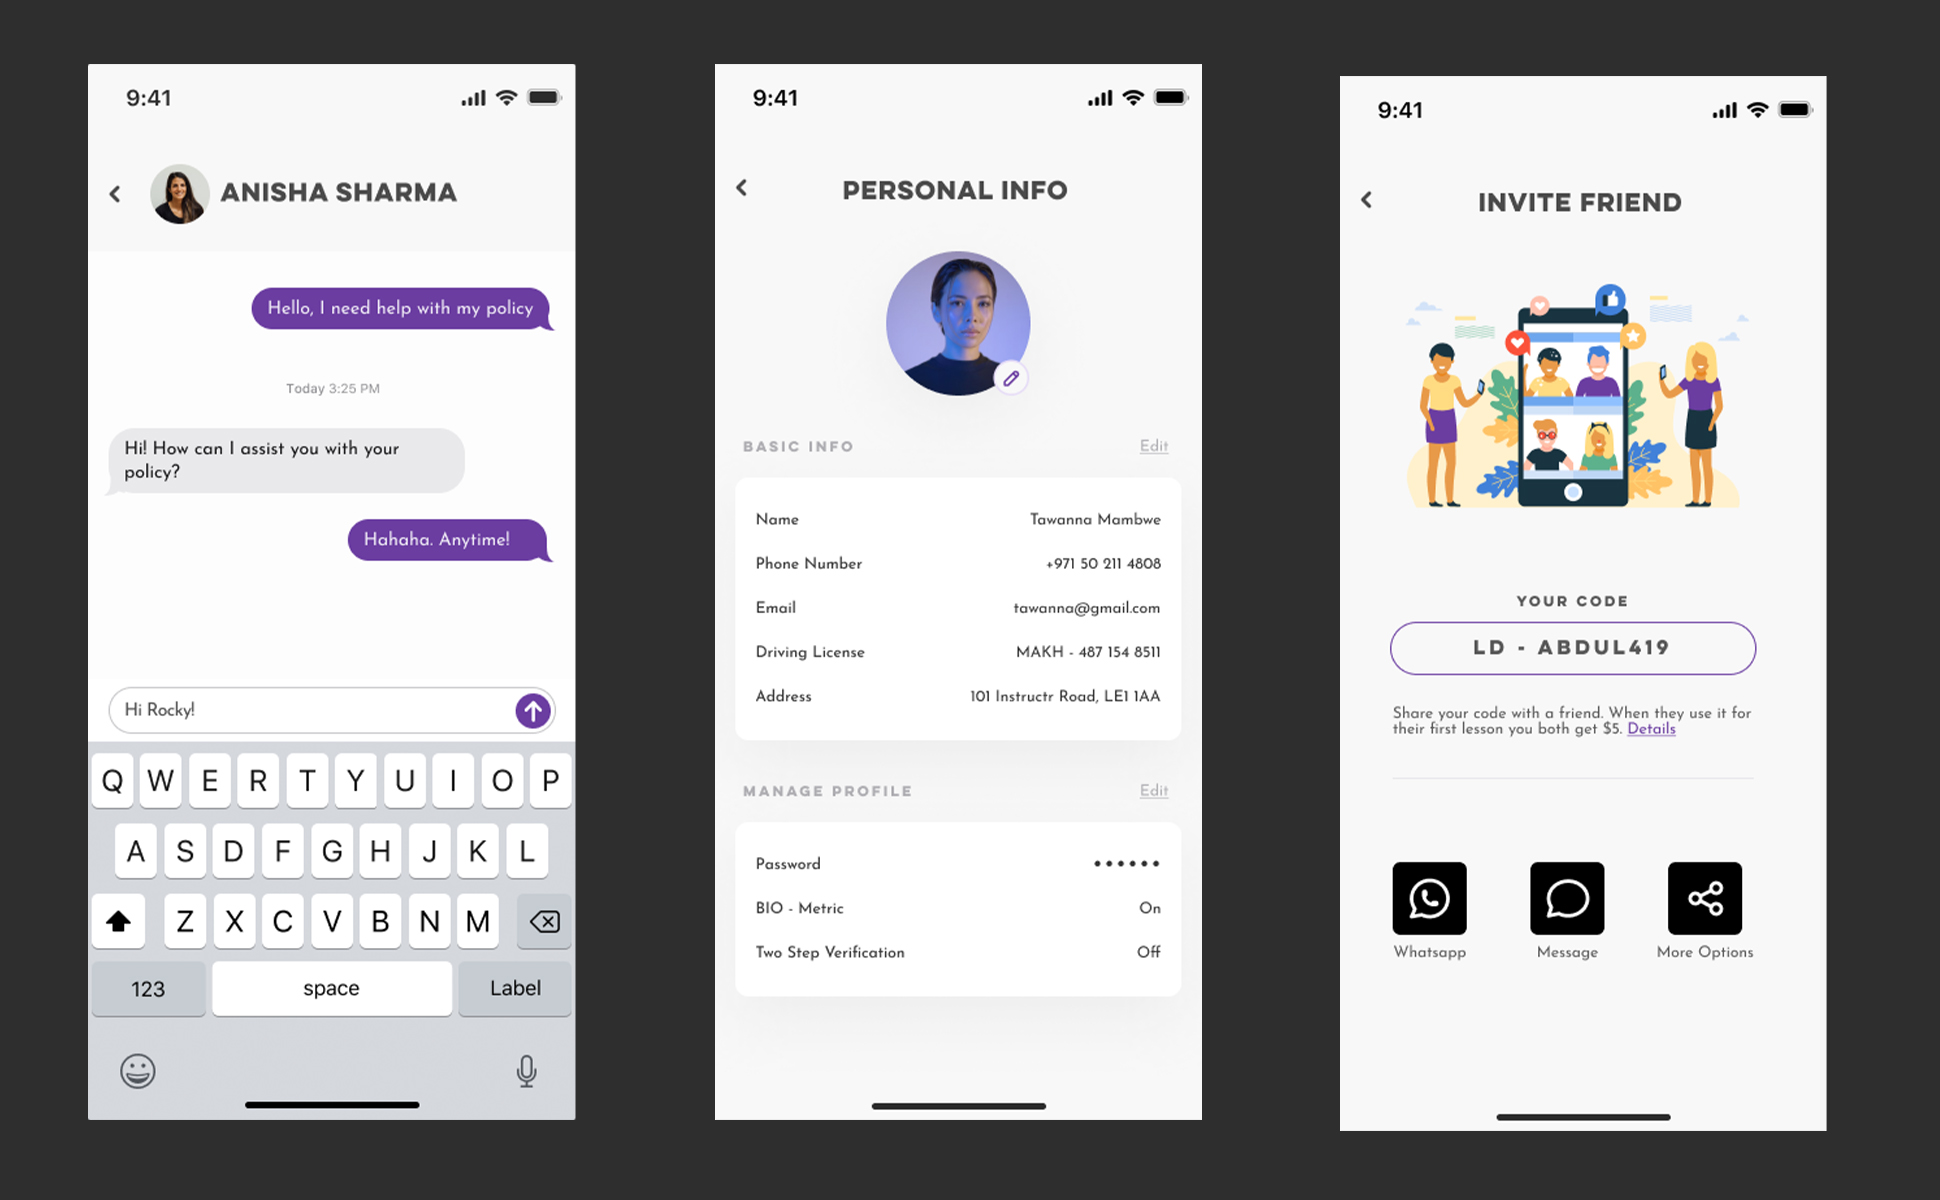 9:41
ANISHA SHARMA
Hello, I need help with my policy
Today 3:25 PM
Hi! How can I assist you with your
policy?
Hahaha. Anytime!
Hi Rocky!
Q W E R T Y U I O P
A S D F G H J K L
Z X C V B N M
123 space Label
9:41
PERSONAL INFO
BASIC INFO Edit
Name Tawanna Mambwe
Phone Number +971 50 211 4808
Email tawanna@gmail.com
Driving License MAKH - 487 154 8511
Address 101 Instructr Road, LE1 1AA
MANAGE PROFILE Edit
Password ••••••
BIO - Metric On
Two Step Verification Off
9:41
INVITE FRIEND
YOUR CODE
LD - ABDUL419
Share your code with a friend. When they use it for
their first lesson you both get $5. Details
Whatsapp Message More Options